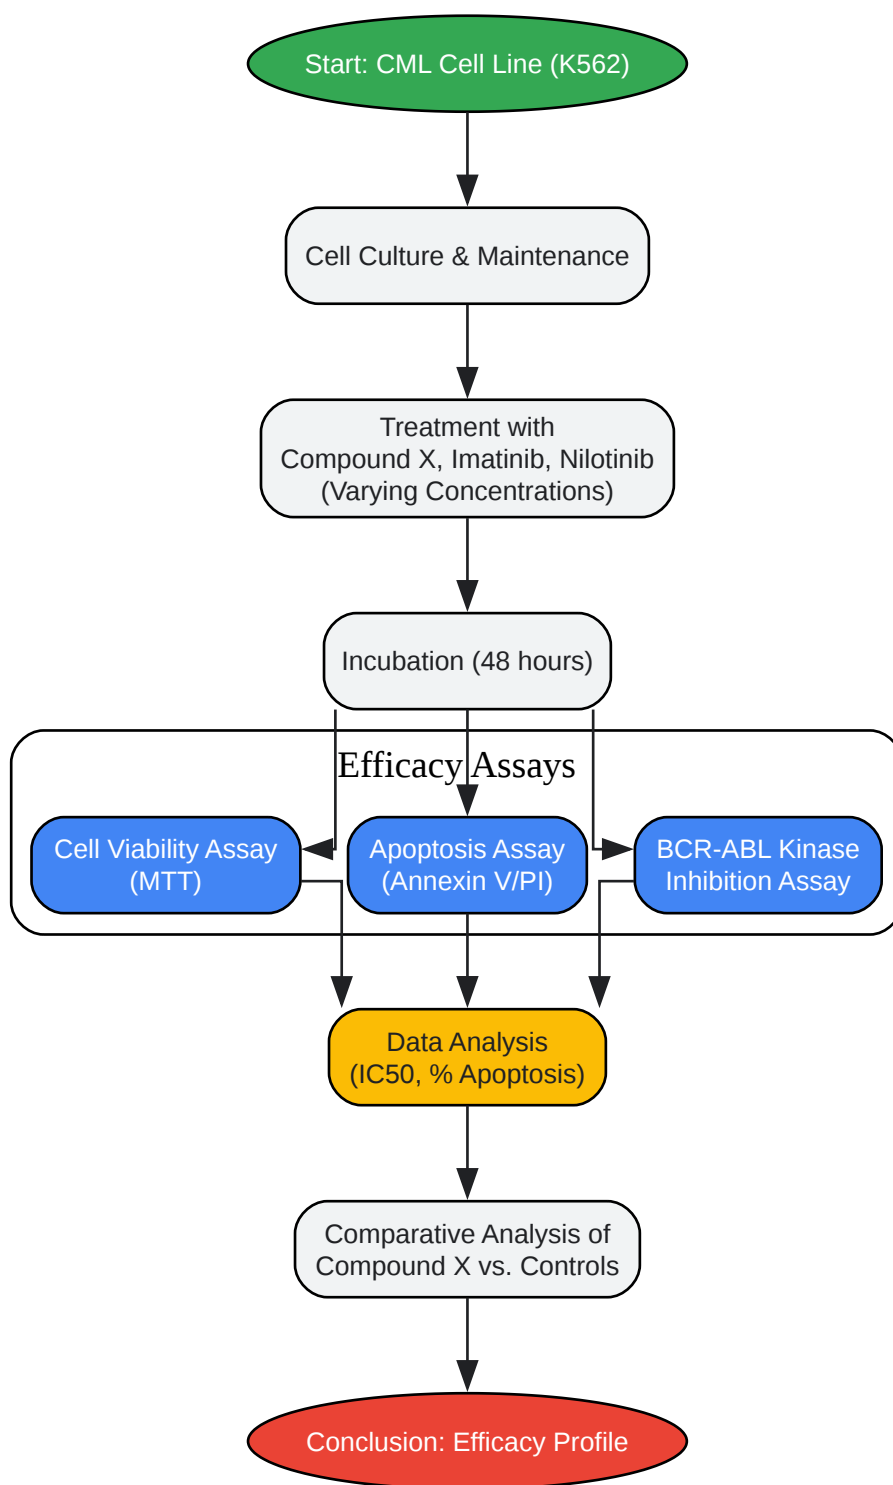 Start: CML Cell Line (K562)
Cell Culture & Maintenance
Treatment with
Compound X, Imatinib, Nilotinib
(Varying Concentrations)
Incubation (48 hours)
Efficacy Assays
Cell Viability Assay
(MTT)
Apoptosis Assay
(Annexin V/PI)
BCR-ABL Kinase
Inhibition Assay
Data Analysis
(IC50, % Apoptosis)
Comparative Analysis of
Compound X vs. Controls
Conclusion: Efficacy Profile